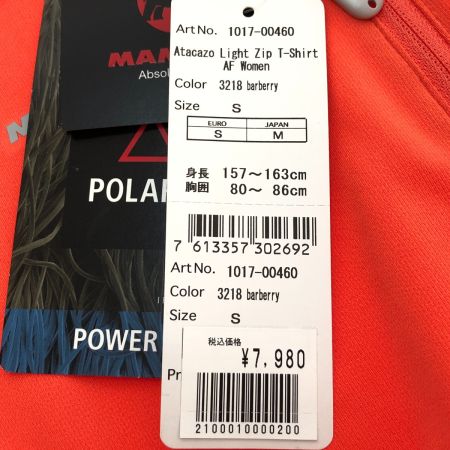 Art No. 1017-00460
Atacazo Light Zip T-Shirt
AF Women
Color 3218 barberry
Size S
EURO JAPAN
S M
身長 157〜163cm
胸囲 80〜 86cm
7 613357 302692
Art No. 1017-00460
Color 3218 barberry
Size S
税込価格
¥7,980
Pr
2100010000200
MAM
Absol
POLAR
POWER